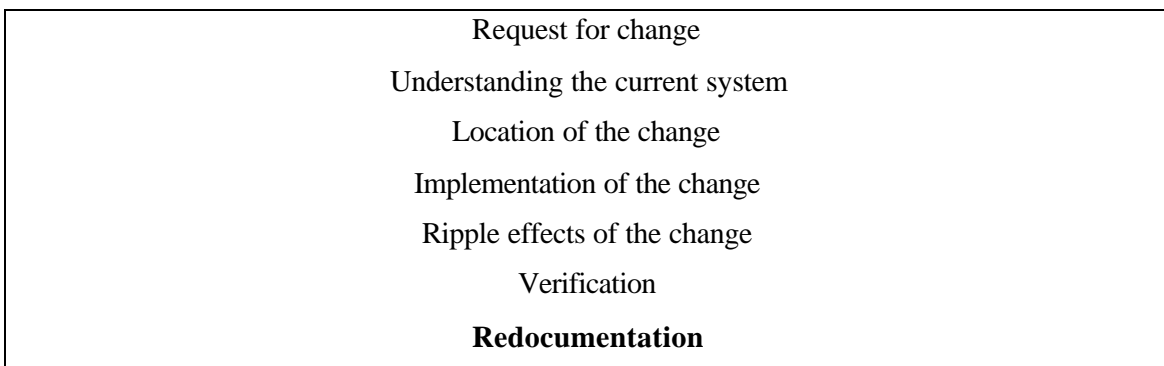 Request for change
Understanding the current system
Location of the change
Implementation of the change
Ripple effects of the change
Verification
Redocumentation